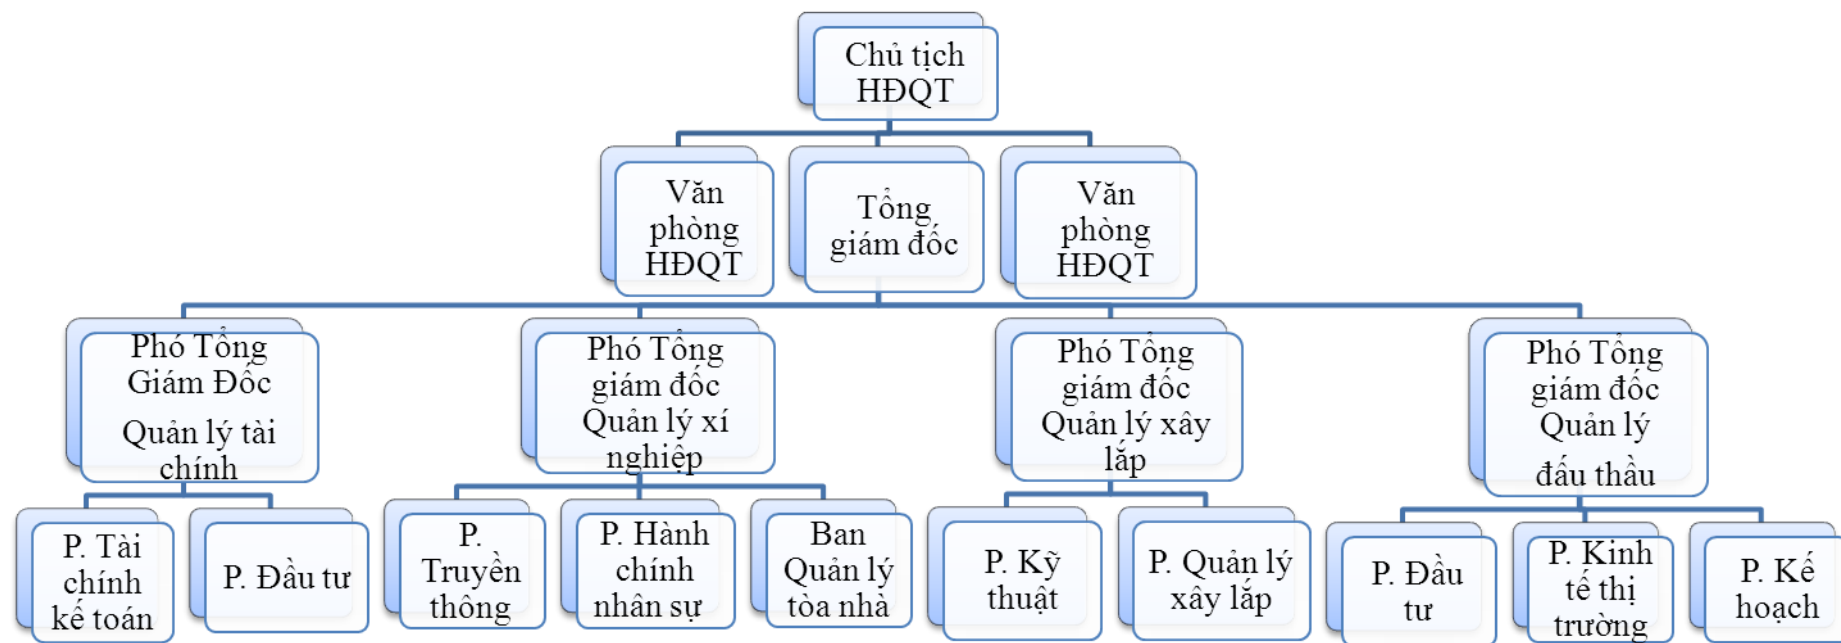 Chủ tịch
HĐQT
Văn
phòng
HĐQT
Tổng
giám đốc
Văn
phòng
HĐQT
Phó Tổng
Giám Đốc
Quản lý tài
chính
Phó Tổng
giám đốc
Quản lý xí
nghiệp
Phó Tổng
giám đốc
Quản lý xây
lắp
Phó Tổng
giám đốc
Quản lý
đấu thầu
P. Tài
chính
kế toán
P. Đầu tư
P.
Truyền
thông
P. Hành
chính
nhân sự
Ban
Quản lý
tòa nhà
P. Kỹ
thuật
P. Quản lý
xây lắp
P. Đầu
tư
P. Kinh
tế thị
trường
P. Kế
hoạch